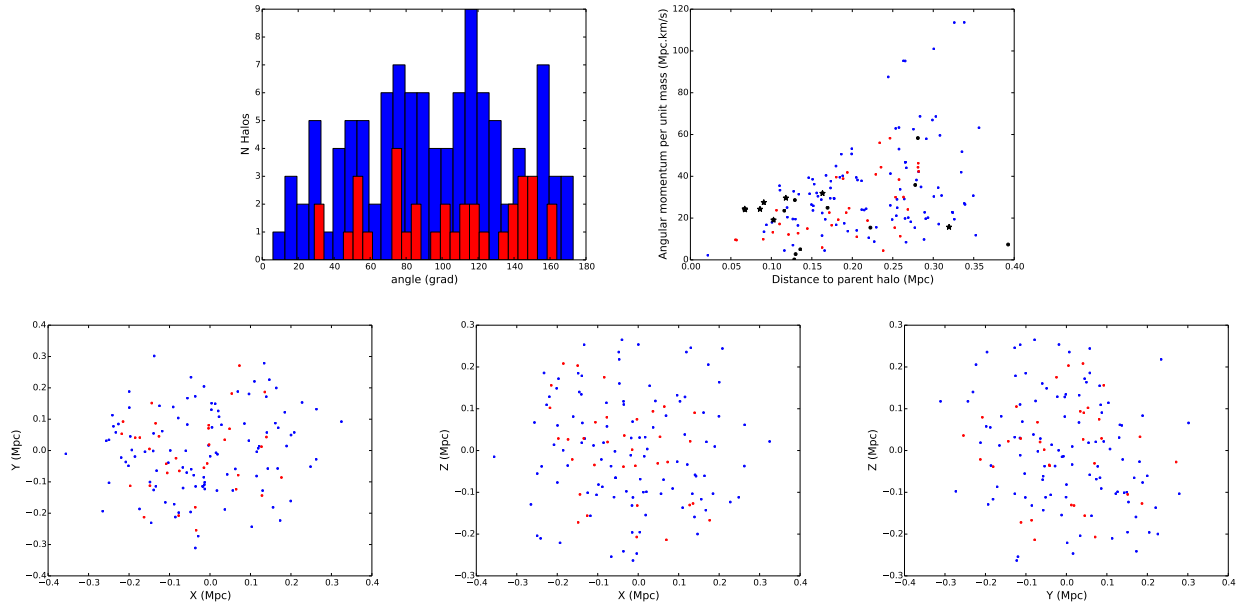 9
8
7
6
5
4
3
2
1
0
N Halos
0 20 40 60 80 100 120 140 160 180
angle (grad)
120
100
80
60
40
20
0
Angular momentum per unit mass (Mpc.km/s)
0.00 0.05 0.10 0.15 0.20 0.25 0.30 0.35 0.40
Distance to parent halo (Mpc)
0.4
0.3
0.2
0.1
0.0
−0.1
−0.2
−0.3
−0.4
Y (Mpc)
−0.4 −0.3 −0.2 −0.1 0.0 0.1 0.2 0.3 0.4
X (Mpc)
0.3
0.2
0.1
0.0
−0.1
−0.2
−0.3
Z (Mpc)
−0.4 −0.3 −0.2 −0.1 0.0 0.1 0.2 0.3 0.4
X (Mpc)
0.3
0.2
0.1
0.0
−0.1
−0.2
−0.3
Z (Mpc)
−0.4 −0.3 −0.2 −0.1 0.0 0.1 0.2 0.3 0.4
Y (Mpc)